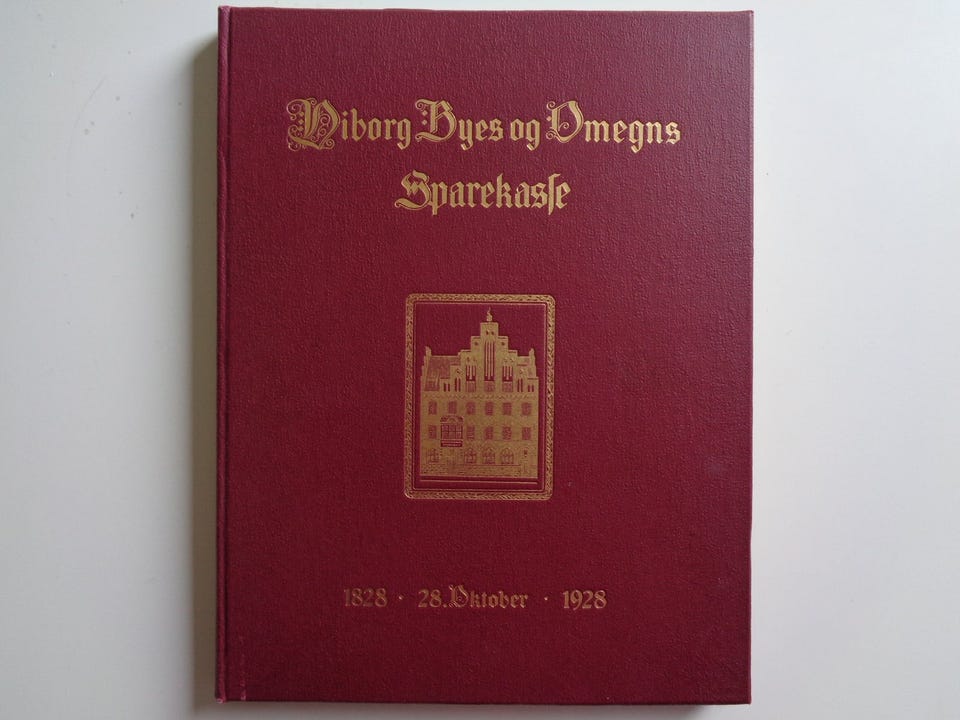 Viborg Byes og Omegns
Sparekasse
1828 · 28. Oktober · 1928